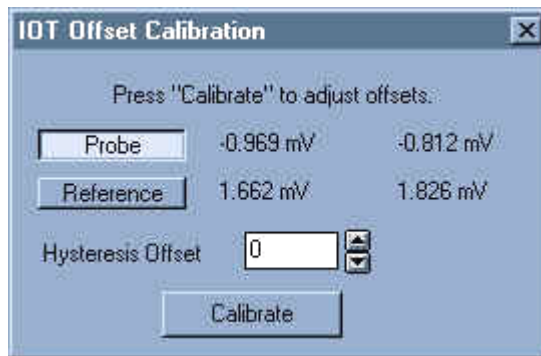 IOT Offset Calibration
Press "Calibrate" to adjust offsets.
Probe -0.969 mV -0.812 mV
Reference 1.662 mV 1.826 mV
Hysteresis Offset 0
Calibrate